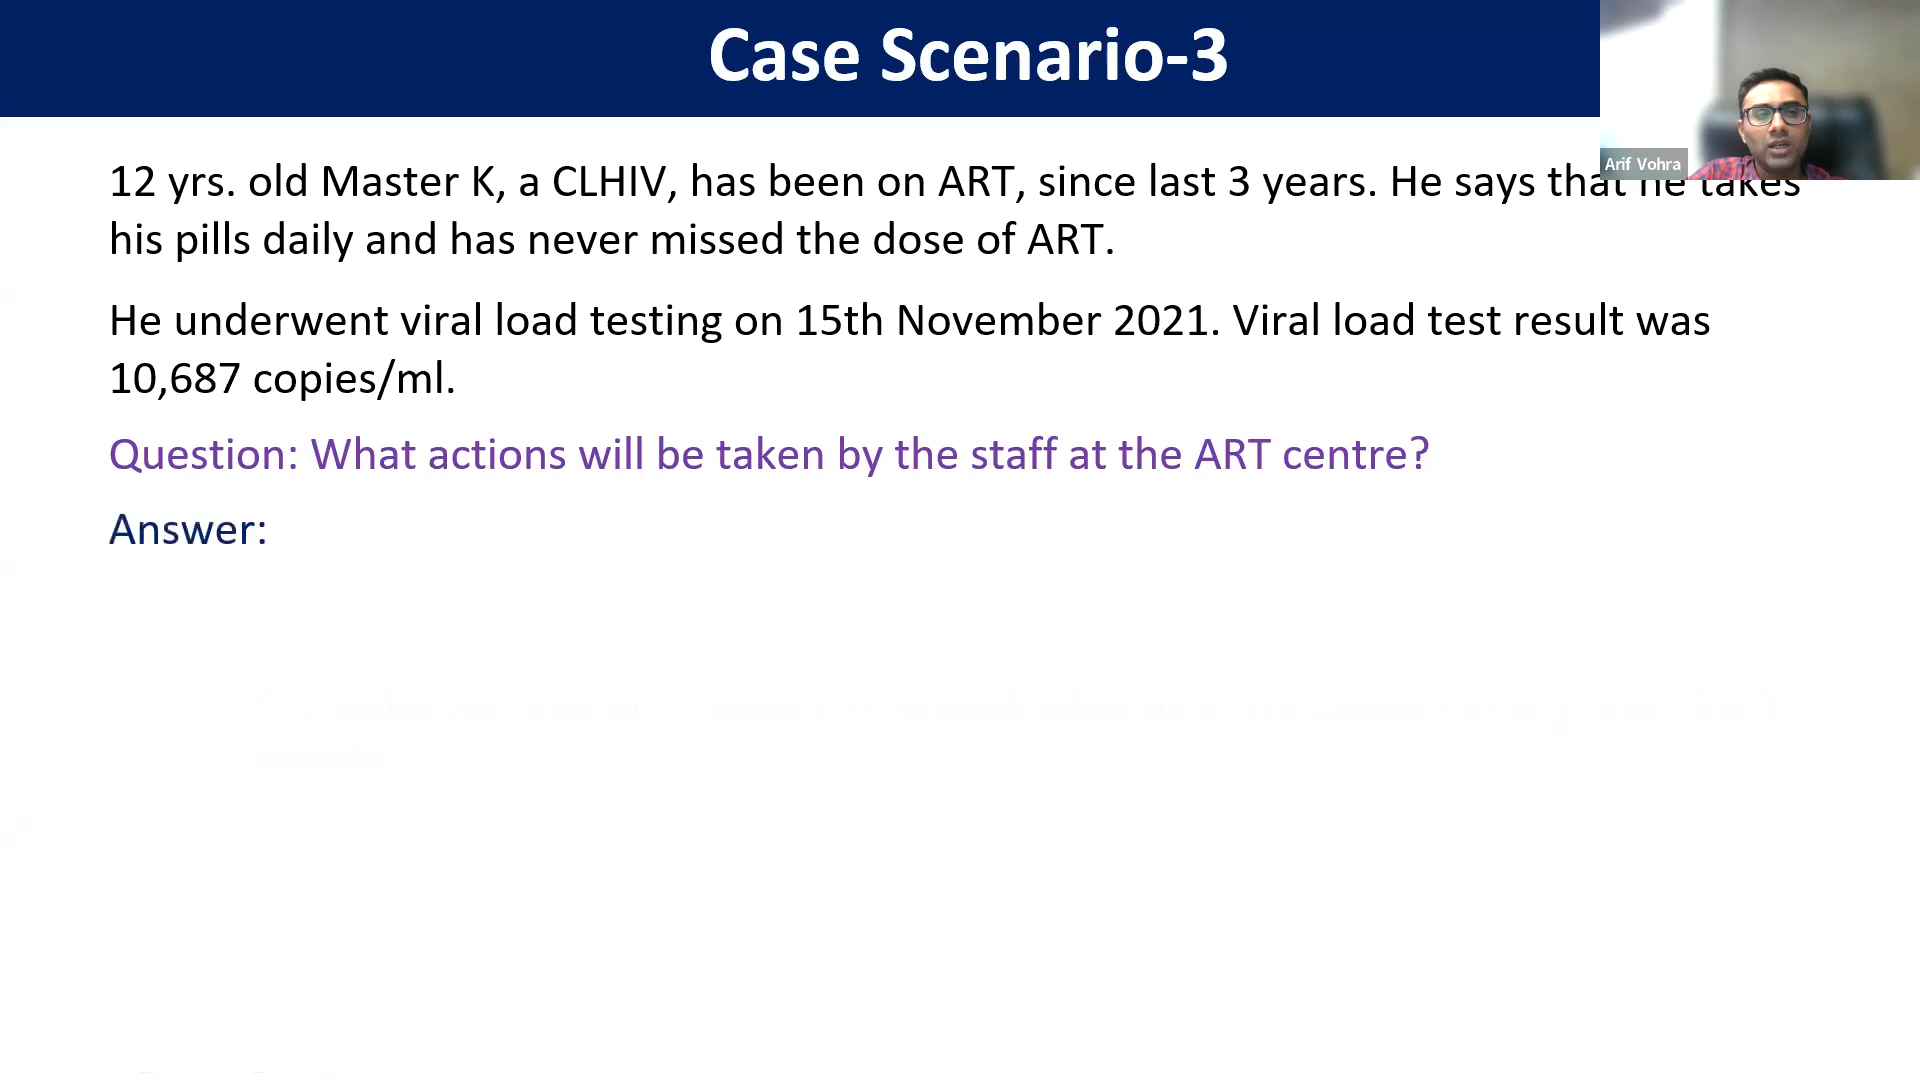 Case Scenario-3
Arif Vohra
12 yrs. old Master K, a CLHIV, has been on ART, since last 3 years. He says that he takes
his pills daily and has never missed the dose of ART.
He underwent viral load testing on 15th November 2021. Viral load test result was
10,687 copies/ml.
Question: What actions will be taken by the staff at the ART centre?
Answer: